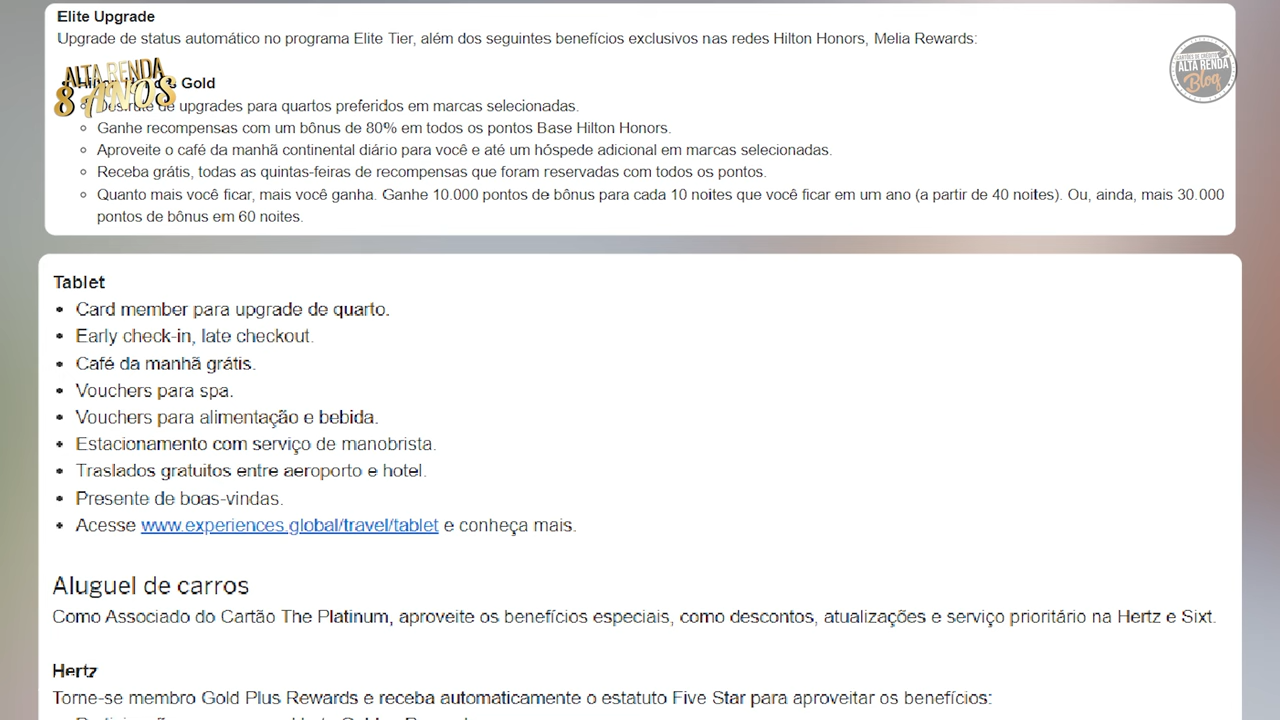 Elite Upgrade
Upgrade de status automático no programa Elite Tier, além dos seguintes benefícios exclusivos nas redes Hilton Honors, Melia Rewards:
CARTÕES DE CRÉDITO
ALTA RENDA
Blog
ALTA RENDA
8 ANOS
Gold
de upgrades para quartos preferidos em marcas selecionadas.
Ganhe recompensas com um bônus de 80% em todos os pontos Base Hilton Honors.
Aproveite o café da manhã continental diário para você e até um hóspede adicional em marcas selecionadas.
Receba grátis, todas as quintas-feiras de recompensas que foram reservadas com todos os pontos.
Quanto mais você ficar, mais você ganha. Ganhe 10.000 pontos de bônus para cada 10 noites que você ficar em um ano (a partir de 40 noites). Ou, ainda, mais 30.000
pontos de bônus em 60 noites.
Tablet
Card member para upgrade de quarto.
Early check-in, late checkout.
Café da manhã grátis.
Vouchers para spa.
Vouchers para alimentação e bebida.
Estacionamento com serviço de manobrista.
Traslados gratuitos entre aeroporto e hotel.
Presente de boas-vindas.
Acesse www.experiences.global/travel/tablet e conheça mais.
Aluguel de carros
Como Associado do Cartão The Platinum, aproveite os benefícios especiais, como descontos, atualizações e serviço prioritário na Hertz e Sixt.
Hertz
Torne-se membro Gold Plus Rewards e receba automaticamente o estatuto Five Star para aproveitar os benefícios: